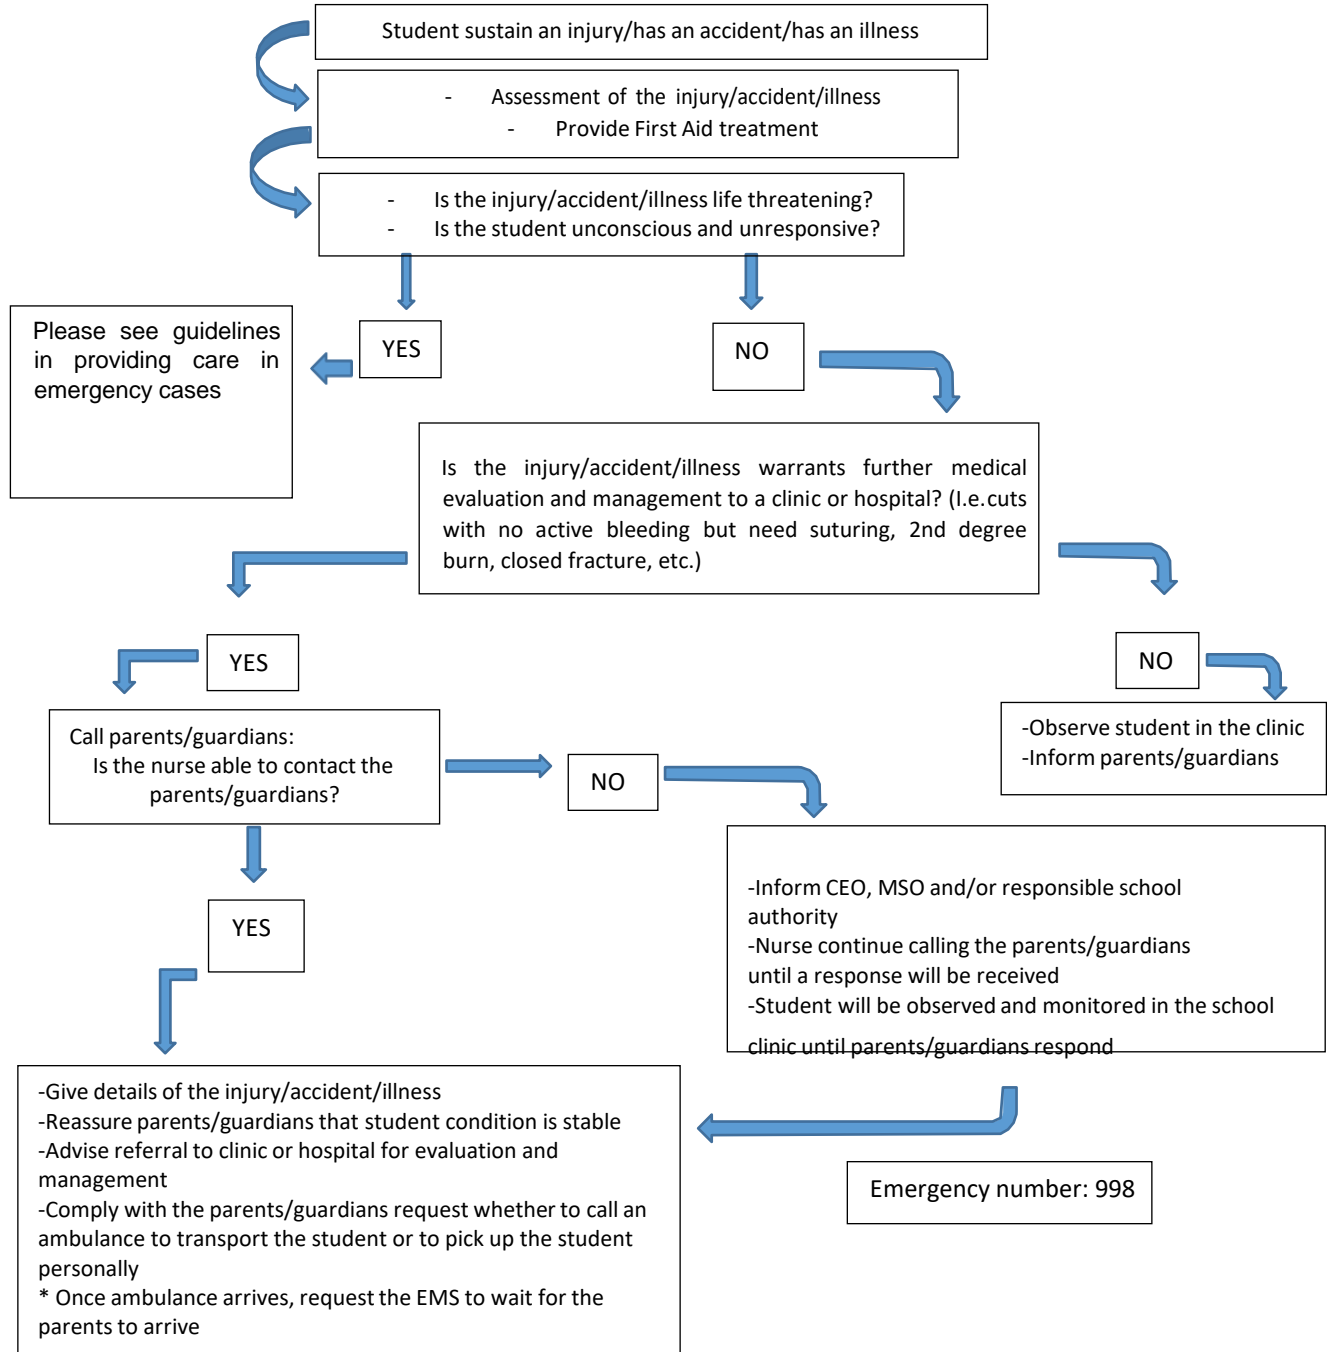 Student sustain an injury/has an accident/has an illness
- Assessment of the injury/accident/illness
- Provide First Aid treatment
- Is the injury/accident/illness life threatening?
- Is the student unconscious and unresponsive?
Please see guidelines
in providing care in
emergency cases
YES
NO
Is the injury/accident/illness warrants further medical
evaluation and management to a clinic or hospital? (I.e.cuts
with no active bleeding but need suturing, 2nd degree
burn, closed fracture, etc.)
YES
NO
-Observe student in the clinic
-Inform parents/guardians
Call parents/guardians:
Is the nurse able to contact the
parents/guardians?
NO
YES
-Inform CEO, MSO and/or responsible school
authority
-Nurse continue calling the parents/guardians
until a response will be received
-Student will be observed and monitored in the school
clinic until parents/guardians respond
-Give details of the injury/accident/illness
-Reassure parents/guardians that student condition is stable
-Advise referral to clinic or hospital for evaluation and
management
-Comply with the parents/guardians request whether to call an
ambulance to transport the student or to pick up the student
personally
* Once ambulance arrives, request the EMS to wait for the
parents to arrive
Emergency number: 998